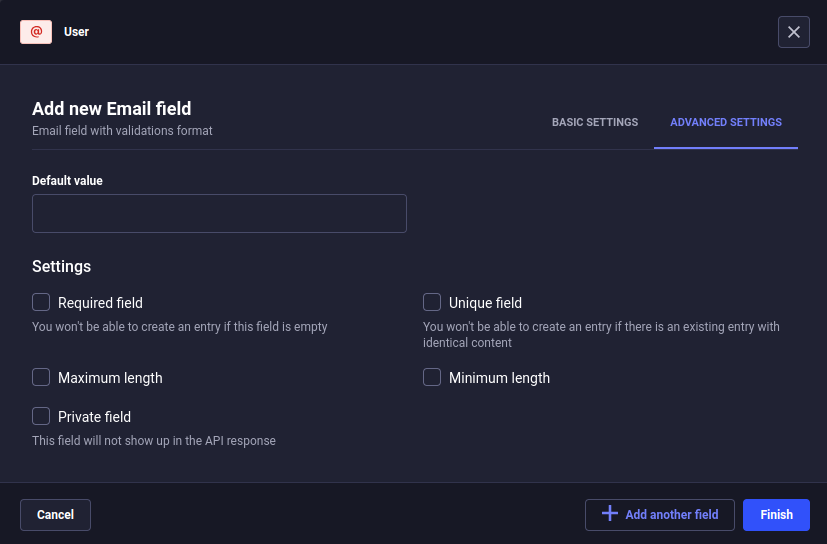 @ User
Add new Email field
Email field with validations format
BASIC SETTINGS
ADVANCED SETTINGS
Default value
Settings
Required field
You won't be able to create an entry if this field is empty
Unique field
You won't be able to create an entry if there is an existing entry with
identical content
Maximum length
Minimum length
Private field
This field will not show up in the API response
Cancel
Add another field
Finish